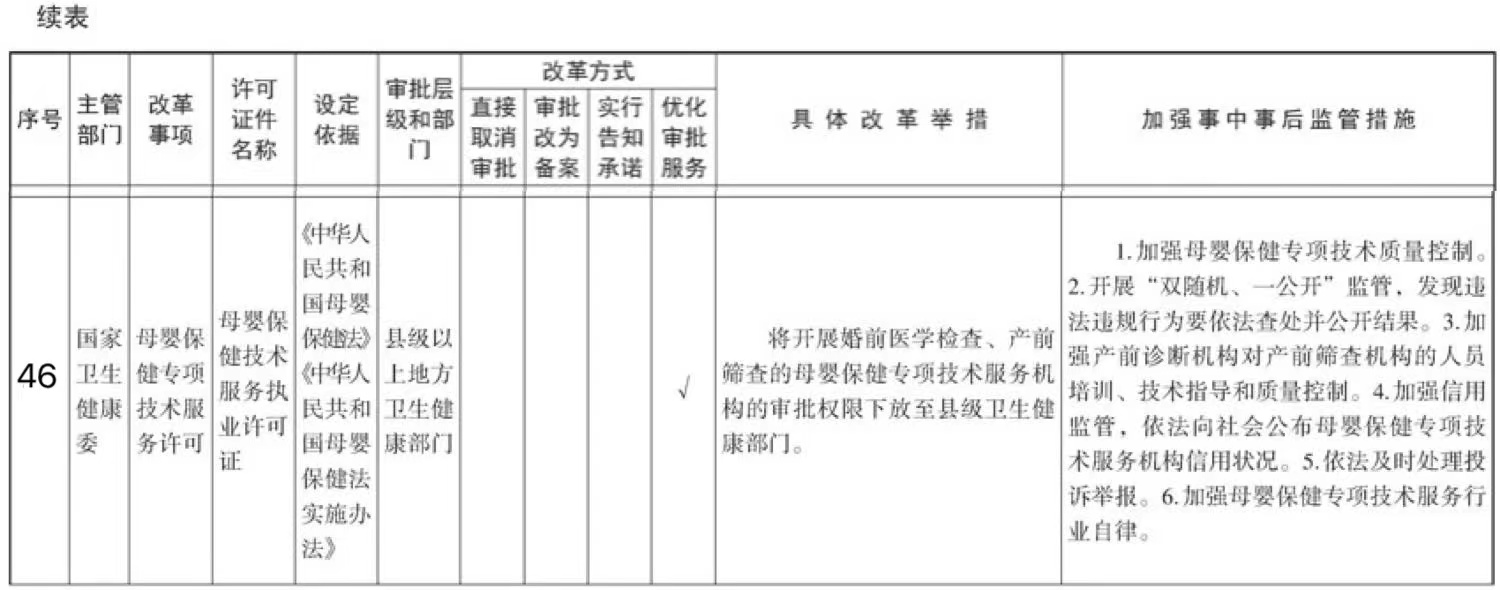 续表
序号
主管
部门
改革
事项
许可
证件
名称
设定
依据
审批层
级和部
门
改革方式
直接
取消
审批
审批
改为
备案
实行
告知
承诺
优化
审批
服务
具体改革举措
加强事中事后监管措施
46
国家
卫生
健康
委
母婴保
健专项
技术服
务许可
母婴保
健技术
服务执
业许可
证
《中华人
民共和
国母婴
保健法》
《中华人
民共和
国母婴
保健法
实施办
法》
县级以
上地方
卫生健
康部门
√
将开展婚前医学检查、产前
筛查的母婴保健专项技术服务机
构的审批权限下放至县级卫生健
康部门。
1.加强母婴保健专项技术质量控制。
2.开展“双随机、一公开”监管，发现违
法违规行为要依法查处并公开结果。3.加
强产前诊断机构对产前筛查机构的人员
培训、技术指导和质量控制。4.加强信用
监管，依法向社会公布母婴保健专项技
术服务机构信用状况。5.依法及时处理投
诉举报。6.加强母婴保健专项技术服务行
业自律。